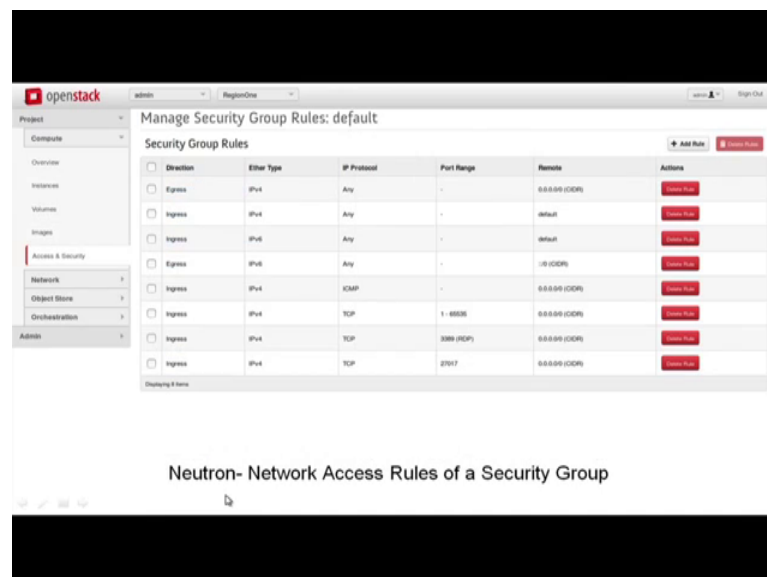 openstack admin RegionOne admin Sign Out
Project
Manage Security Group Rules: default
Compute
Security Group Rules
+ Add Rule Delete Rules
Overview
Direction Ether Type IP Protocol Port Range Remote Actions
Instances
Egress IPv4 Any - 0.0.0.0/0 (CIDR) Delete Rule
Volumes
Ingress IPv4 Any - default Delete Rule
Images
Ingress IPv6 Any - default Delete Rule
Access & Security
Egress IPv6 Any - ::/0 (CIDR) Delete Rule
Network
Ingress IPv4 ICMP - 0.0.0.0/0 (CIDR) Delete Rule
Object Store
Orchestration
Ingress IPv4 TCP 1 - 65535 0.0.0.0/0 (CIDR) Delete Rule
Admin
Ingress IPv4 TCP 3389 (RDP) 0.0.0.0/0 (CIDR) Delete Rule
Ingress IPv4 TCP 27017 0.0.0.0/0 (CIDR) Delete Rule
Displaying 8 items
Neutron- Network Access Rules of a Security Group